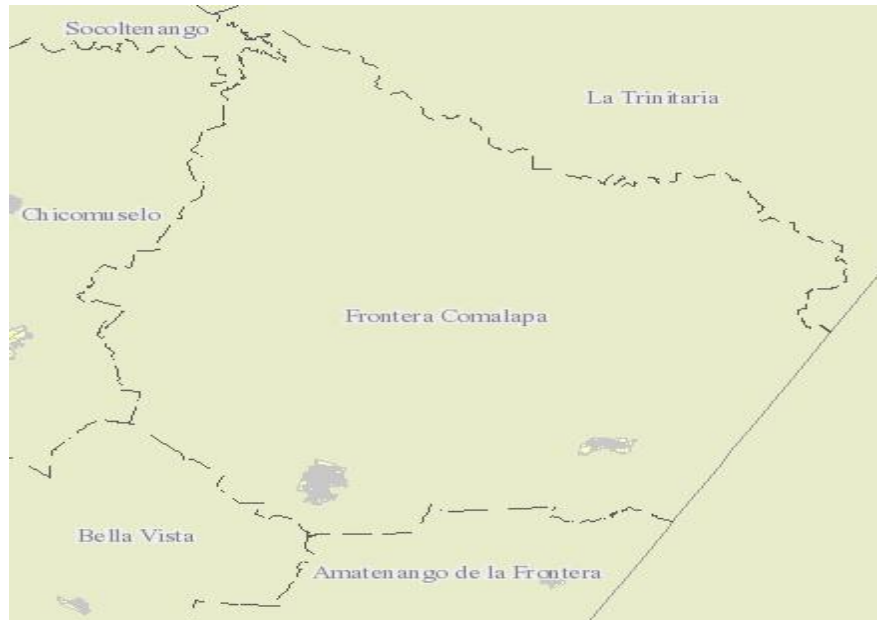 Socoltenango
La Trinitaria
Chicomuselo
Frontera Comalapa
Bella Vista
Amatenango de la Frontera